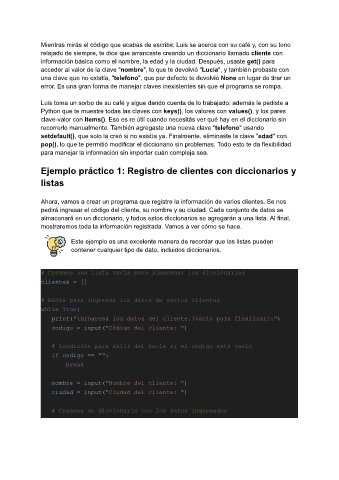 Mientras mirás el código que acabas de escribir, Luis se acerca con su café y, con su tono
relajado de siempre, te dice que arrancaste creando un diccionario llamado cliente con
información básica como el nombre, la edad y la ciudad. Después, usaste get() para
acceder al valor de la clave "nombre", lo que te devolvió "Lucía", y también probaste con
una clave que no existía, "telefono", que por defecto te devolvió None en lugar de tirar un
error. Es una gran forma de manejar claves inexistentes sin que el programa se rompa.
Luis toma un sorbo de su café y sigue dando cuenta de lo trabajado: además le pediste a
Python que te muestre todas las claves con keys(), los valores con values(), y los pares
clave-valor con items(). Eso es re útil cuando necesitás ver qué hay en el diccionario sin
recorrerlo manualmente. También agregaste una nueva clave "telefono" usando
setdefault(), que solo la creó si no existía ya. Finalmente, eliminaste la clave "edad" con
pop(), lo que te permitió modificar el diccionario sin problemas. Todo esto te da flexibilidad
para manejar la información sin importar cuán compleja sea.
Ejemplo práctico 1: Registro de clientes con diccionarios y
listas
Ahora, vamos a crear un programa que registre la información de varios clientes. Se nos
pedirá ingresar el código del cliente, su nombre y su ciudad. Cada conjunto de datos se
almacenará en un diccionario, y todos estos diccionarios se agregarán a una lista. Al final,
mostraremos toda la información registrada. Vamos a ver cómo se hace.
Este ejemplo es una excelente manera de recordar que las listas pueden
contener cualquier tipo de dato, incluidos diccionarios.
# Creamos una lista vacía para almacenar los diccionarios
clientes = []
# Bucle para ingresar los datos de varios clientes
while True:
print("\nIngresá los datos del cliente.(vacío para finalizar):")
codigo = input("Código del cliente: ")
# Condición para salir del bucle si el código está vacío
if codigo == "":
break
nombre = input("Nombre del cliente: ")
ciudad = input("Ciudad del cliente: ")
# Creamos un diccionario con los datos ingresados